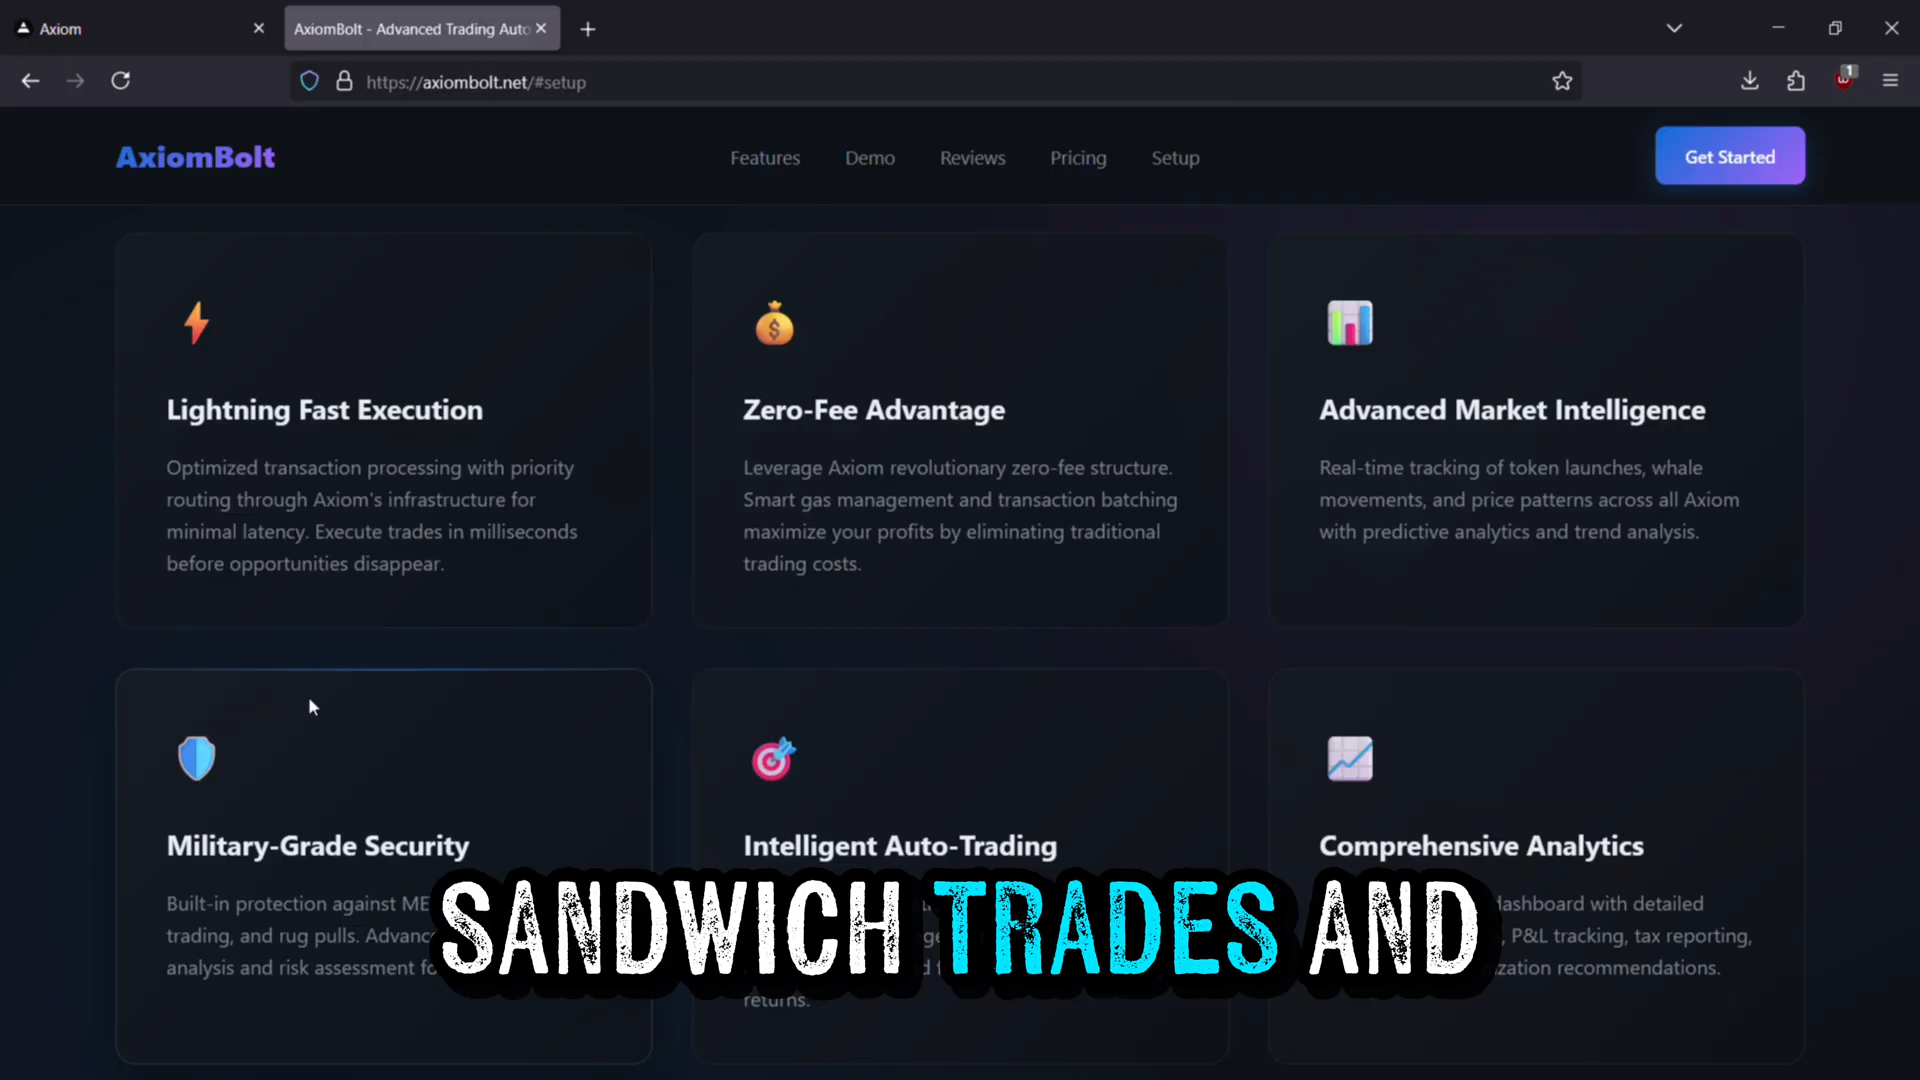 Axiom
AxiomBolt - Advanced Trading Auto
1
https://axiombolt.net/#setup
AxiomBolt
Features
Demo
Reviews
Pricing
Setup
Get Started
Lightning Fast Execution
Optimized transaction processing with priority
routing through Axiom's infrastructure for
minimal latency. Execute trades in milliseconds
before opportunities disappear.
Zero-Fee Advantage
Leverage Axiom revolutionary zero-fee structure.
Smart gas management and transaction batching
maximize your profits by eliminating traditional
trading costs.
Advanced Market Intelligence
Real-time tracking of token launches, whale
movements, and price patterns across all Axiom
with predictive analytics and trend analysis.
Military-Grade Security
Built-in protection against
trading, and rug pulls.
analysis and risk assessment
Intelligent Auto-Trading
returns.
Comprehensive Analytics
dashboard with detailed
P&L tracking, tax reporting,
recommendations.
SANDWICH TRADES AND